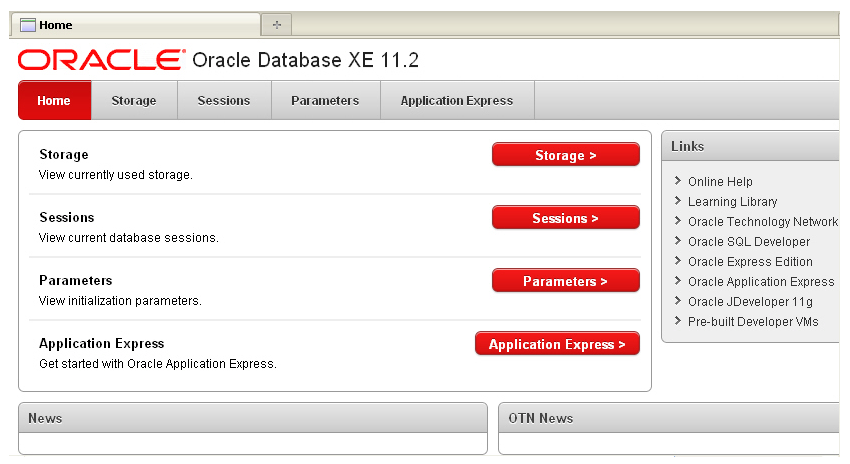 Home
ORACLE Oracle Database XE 11.2
Home Storage Sessions Parameters Application Express
Storage
View currently used storage.
Storage >
Sessions
View current database sessions.
Sessions >
Parameters
View initialization parameters.
Parameters >
Application Express
Get started with Oracle Application Express.
Application Express >
Links
Online Help
Learning Library
Oracle Technology Network
Oracle SQL Developer
Oracle Express Edition
Oracle Application Express
Oracle JDeveloper 11g
Pre-built Developer VMs
News
OTN News